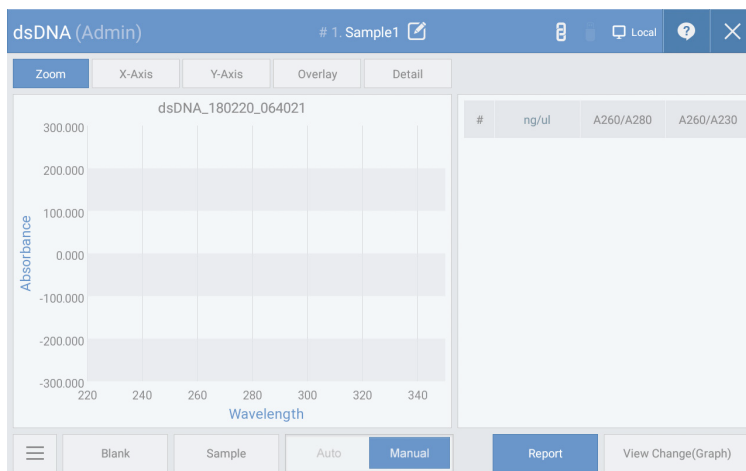 dsDNA (Admin)
# 1. Sample1
Local
?
Zoom
X-Axis
Y-Axis
Overlay
Detail
dsDNA_180220_064021
300.000
200.000
100.000
0.000
-100.000
-200.000
-300.000
Absorbance
220 240 260 280 300 320 340
Wavelength
# ng/ul A260/A280 A260/A230
Blank
Sample
Auto
Manual
Report
View Change(Graph)